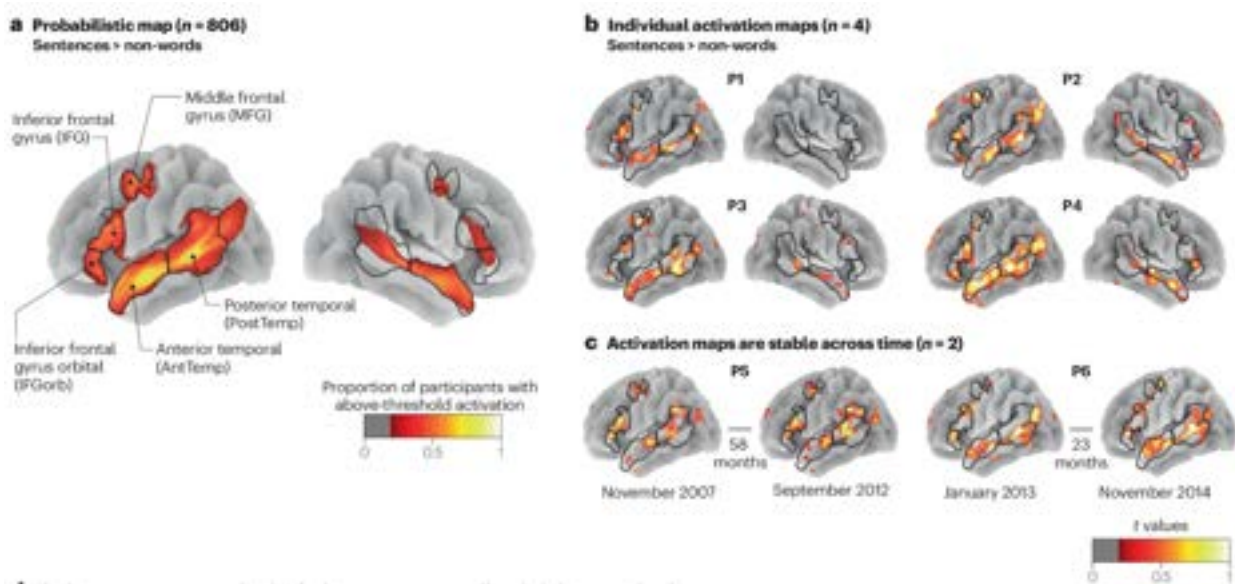 a Probabilistic map (n = 806)
Sentences > non-words
Middle frontal
gyrus (MFG)
Inferior frontal
gyrus (IFG)
Posterior temporal
(PostTemp)
Inferior frontal
gyrus orbital
(IFGorb)
Anterior temporal
(AntTemp)
Proportion of participants with
above-threshold activation
0 0.5 1
b Individual activation maps (n = 4)
Sentences > non-words
P1 P2
P3 P4
c Activation maps are stable across time (n = 2)
P5 P6
58
months
23
months
November 2007 September 2012 January 2013 November 2014
t values
0 0.5 1